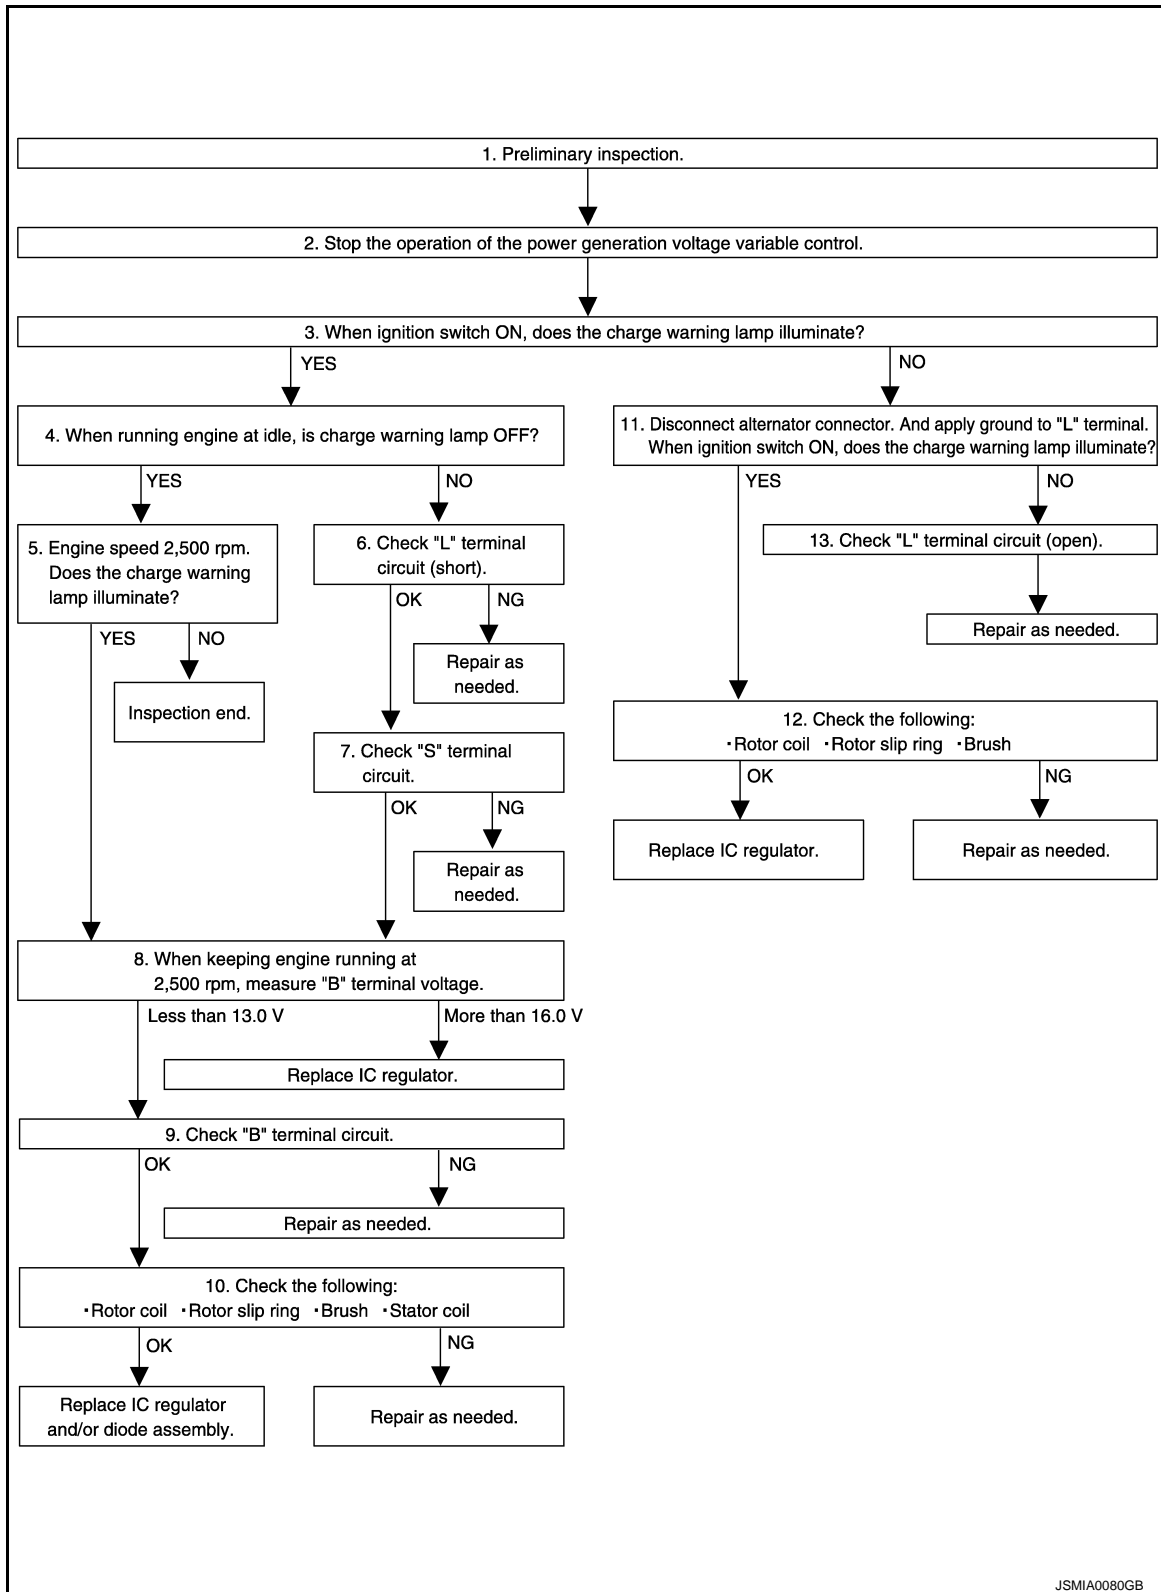 1. Preliminary inspection.
2. Stop the operation of the power generation voltage variable control.
3. When ignition switch ON, does the charge warning lamp illuminate?
YES
NO
4. When running engine at idle, is charge warning lamp OFF?
YES
NO
5. Engine speed 2,500 rpm.
Does the charge warning
lamp illuminate?
YES
NO
Inspection end.
6. Check "L" terminal
circuit (short).
OK
NG
Repair as
needed.
7. Check "S" terminal
circuit.
OK
NG
Repair as
needed.
8. When keeping engine running at
2,500 rpm, measure "B" terminal voltage.
Less than 13.0 V
More than 16.0 V
Replace IC regulator.
9. Check "B" terminal circuit.
OK
NG
Repair as needed.
10. Check the following:
·Rotor coil ·Rotor slip ring ·Brush ·Stator coil
OK
NG
Replace IC regulator
and/or diode assembly.
Repair as needed.
11. Disconnect alternator connector. And apply ground to "L" terminal.
When ignition switch ON, does the charge warning lamp illuminate?
YES
NO
13. Check "L" terminal circuit (open).
Repair as needed.
12. Check the following:
·Rotor coil ·Rotor slip ring ·Brush
OK
NG
Replace IC regulator.
Repair as needed.
JSMIA0080GB